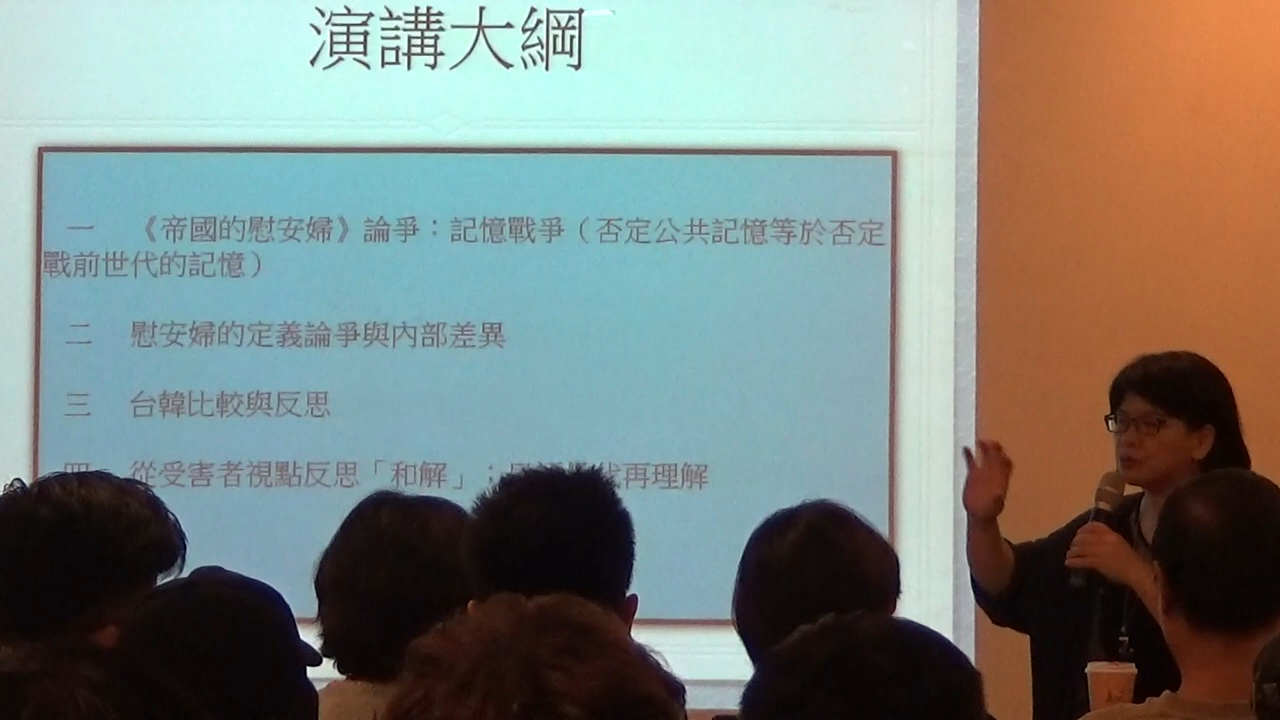 演講大綱
一 《帝國的慰安婦》論爭：記憶戰爭（否定公共記憶等於否定
戰前世代的記憶）
二 慰安婦的定義論爭與內部差異
三 台韓比較與反思
四 從受害者視點反思「和解」； 再理解